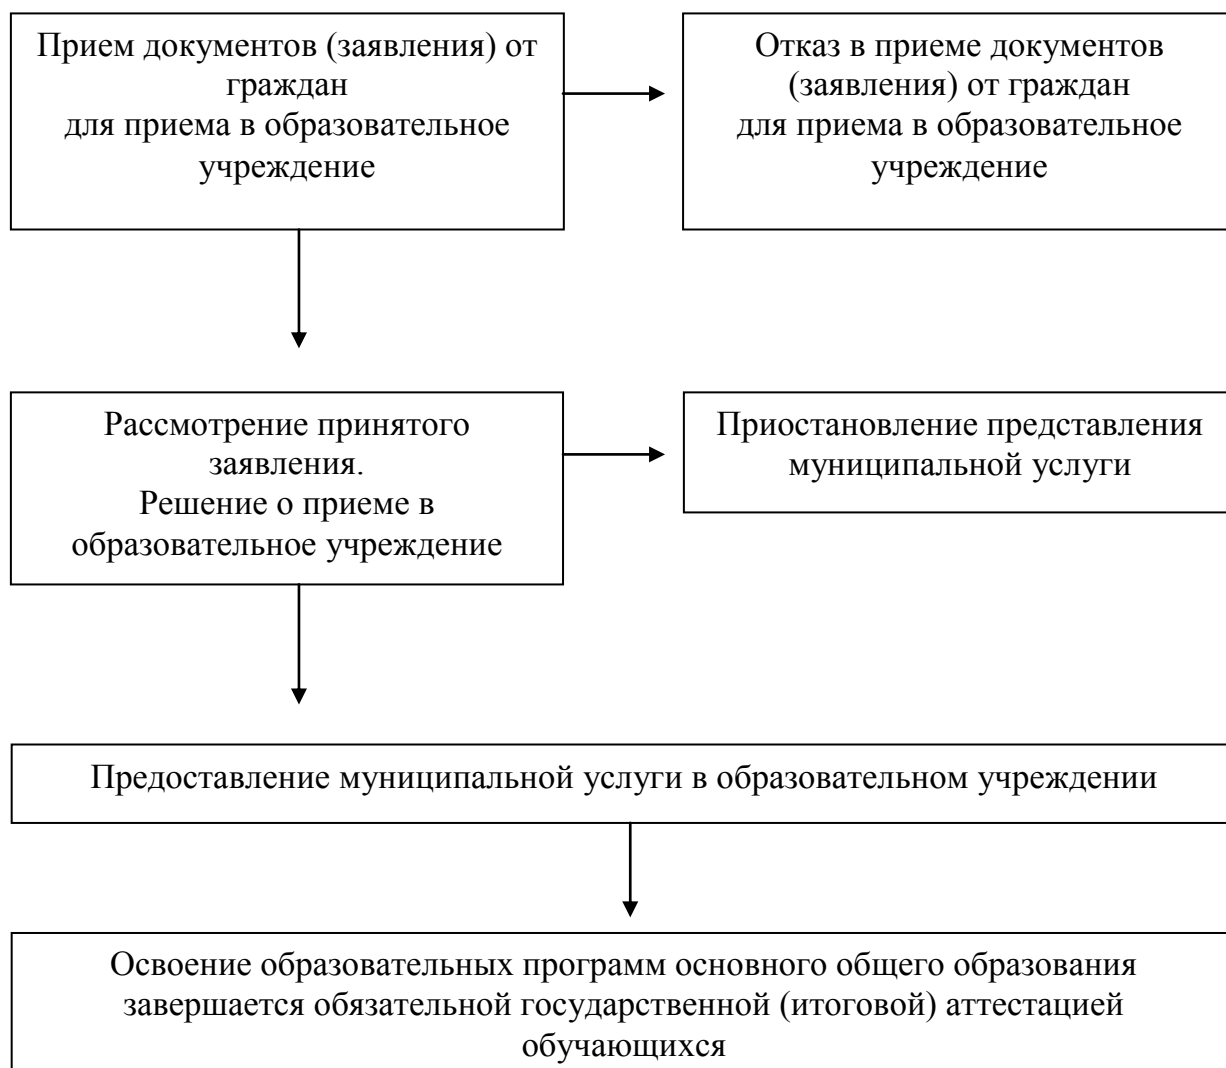 Прием документов (заявления) от
граждан
для приема в образовательное
учреждение
Отказ в приеме документов
(заявления) от граждан
для приема в образовательное
учреждение
Рассмотрение принятого
заявления.
Решение о приеме в
образовательное учреждение
Приостановление представления
муниципальной услуги
Предоставление муниципальной услуги в образовательном учреждении
Освоение образовательных программ основного общего образования
завершается обязательной государственной (итоговой) аттестацией
обучающихся